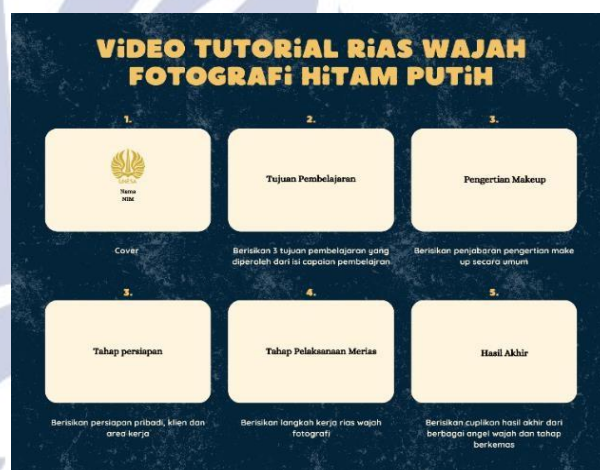 ViDEO TUTORiAL RiAS WAJAH
FOTOGRAFi HiTAM PUTiH
1.
2.
3.
UNESA
Nama
NIM
Tujuan Pembelajaran
Pengertian Makeup
Cover
Berisikan 3 tujuan pembelajaran yang
diperoleh dari isi capaian pembelajran
Berisikan penjabaran pengertian make
up secara umum
3.
4.
5.
Tahap persiapan
Tahap Pelaksanaan Merias
Hasil Akhir
Berisikan persiapan pribadi, klien dan
area kerja
Berisikan langkah kerja rias wajah
fotografi
Berisikan cuplikan hasil akhir dari
berbagai angel wajah dan tahap
berkemas